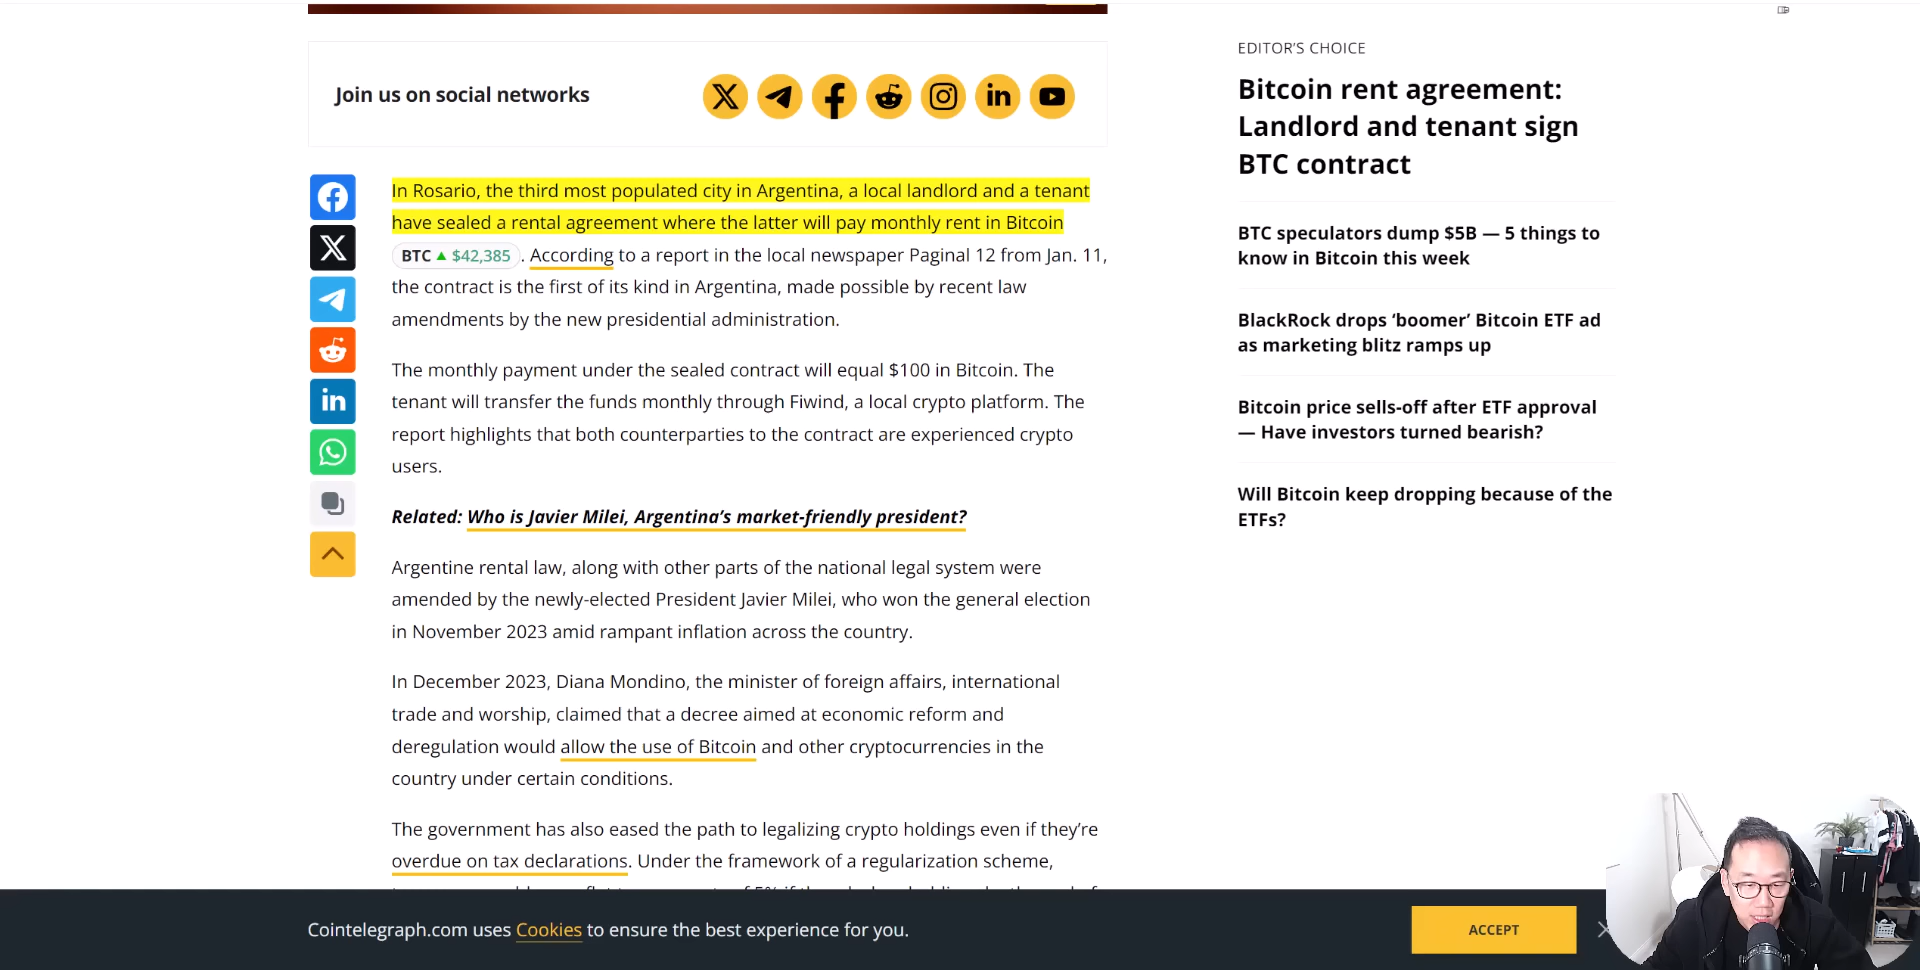 Join us on social networks
In Rosario, the third most populated city in Argentina, a local landlord and a tenant
have sealed a rental agreement where the latter will pay monthly rent in Bitcoin
BTC ▲ $42,385 . According to a report in the local newspaper Paginal 12 from Jan. 11,
the contract is the first of its kind in Argentina, made possible by recent law
amendments by the new presidential administration.
The monthly payment under the sealed contract will equal $100 in Bitcoin. The
tenant will transfer the funds monthly through Fiwind, a local crypto platform. The
report highlights that both counterparties to the contract are experienced crypto
users.
Related: Who is Javier Milei, Argentina’s market-friendly president?
Argentine rental law, along with other parts of the national legal system were
amended by the newly-elected President Javier Milei, who won the general election
in November 2023 amid rampant inflation across the country.
In December 2023, Diana Mondino, the minister of foreign affairs, international
trade and worship, claimed that a decree aimed at economic reform and
deregulation would allow the use of Bitcoin and other cryptocurrencies in the
country under certain conditions.
The government has also eased the path to legalizing crypto holdings even if they’re
overdue on tax declarations. Under the framework of a regularization scheme,
EDITOR’S CHOICE
Bitcoin rent agreement:
Landlord and tenant sign
BTC contract
BTC speculators dump $5B — 5 things to
know in Bitcoin this week
BlackRock drops ‘boomer’ Bitcoin ETF ad
as marketing blitz ramps up
Bitcoin price sells-off after ETF approval
— Have investors turned bearish?
Will Bitcoin keep dropping because of the
ETFs?
Cointelegraph.com uses Cookies to ensure the best experience for you.
ACCEPT